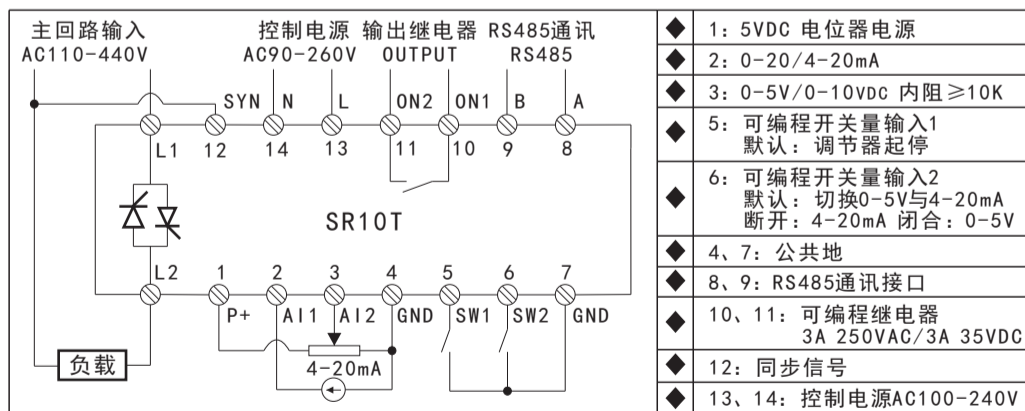 主回路输入 控制电源 输出继电器 RS485通讯
AC110-440V AC90-260V OUTPUT RS485
SYN N L ON2 ON1 B A
L1 12 14 13 11 10 9 8
SR10T
L2 1 2 3 4 5 6 7
P+ AI1 AI2 GND SW1 SW2 GND
4-20mA
负载
1: 5VDC 电位器电源
2: 0-20/4-20mA
3: 0-5V/0-10VDC 内阻≥10K
5: 可编程开关量输入1
默认: 调节器起停
6: 可编程开关量输入2
默认: 切换0-5V与4-20mA
断开: 4-20mA 闭合: 0-5V
4、7: 公共地
8、9: RS485通讯接口
10、11: 可编程继电器
3A 250VAC/3A 35VDC
12: 同步信号
13、14: 控制电源AC100-240V